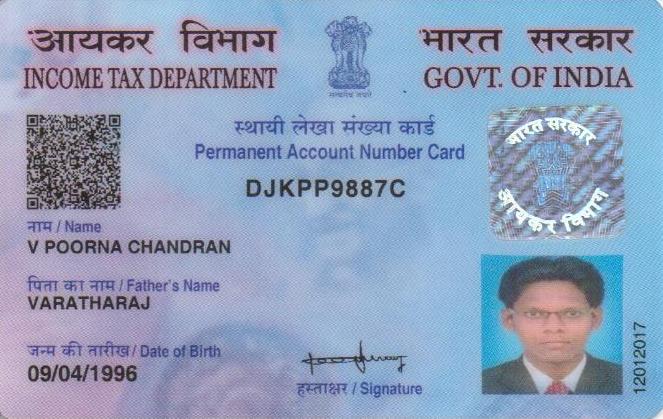 आयकर विभाग
INCOME TAX DEPARTMENT
भारत सरकार
GOVT. OF INDIA
सत्यमेव जयते
स्थायी लेखा संख्या कार्ड
Permanent Account Number Card
DJKPP9887C
भारत सरकार
आयकर विभाग
नाम / Name
V POORNA CHANDRAN
पिता का नाम / Father's Name
VARATHARAJ
जन्म की तारीख / Date of Birth
09/04/1996
हस्ताक्षर / Signature
12012017